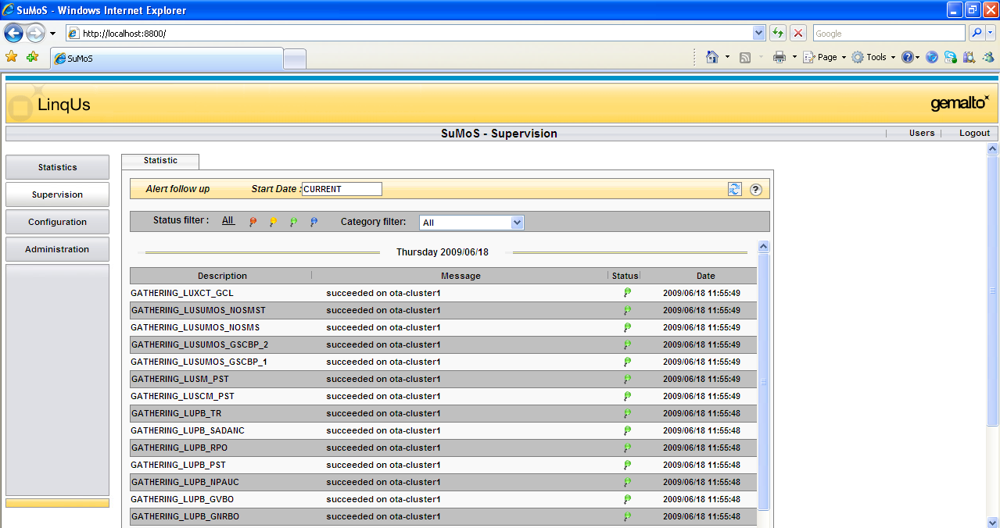 SuMoS - Windows Internet Explorer
http://localhost:8800/
Google
SuMoS
Page Tools
LinqUs
gemalto
SuMoS - Supervision Users Logout
Statistics
Supervision
Configuration
Administration
Statistic
Alert follow up Start Date : CURRENT ?
Status filter : All Category filter: All
Thursday 2009/06/18
Description Message Status Date
GATHERING_LUXCT_GCL succeeded on ota-cluster1 2009/06/18 11:55:49
GATHERING_LUSUMOS_NOSMST succeeded on ota-cluster1 2009/06/18 11:55:49
GATHERING_LUSUMOS_NOSMS succeeded on ota-cluster1 2009/06/18 11:55:49
GATHERING_LUSUMOS_GSCBP_2 succeeded on ota-cluster1 2009/06/18 11:55:49
GATHERING_LUSUMOS_GSCBP_1 succeeded on ota-cluster1 2009/06/18 11:55:49
GATHERING_LUSM_PST succeeded on ota-cluster1 2009/06/18 11:55:49
GATHERING_LUSCM_PST succeeded on ota-cluster1 2009/06/18 11:55:49
GATHERING_LUPB_TR succeeded on ota-cluster1 2009/06/18 11:55:48
GATHERING_LUPB_SADANC succeeded on ota-cluster1 2009/06/18 11:55:48
GATHERING_LUPB_RPO succeeded on ota-cluster1 2009/06/18 11:55:48
GATHERING_LUPB_PST succeeded on ota-cluster1 2009/06/18 11:55:48
GATHERING_LUPB_NPAUC succeeded on ota-cluster1 2009/06/18 11:55:48
GATHERING_LUPB_GVBO succeeded on ota-cluster1 2009/06/18 11:55:48
GATHERING_LUPB_GNRBO succeeded on ota-cluster1 2009/06/18 11:55:48